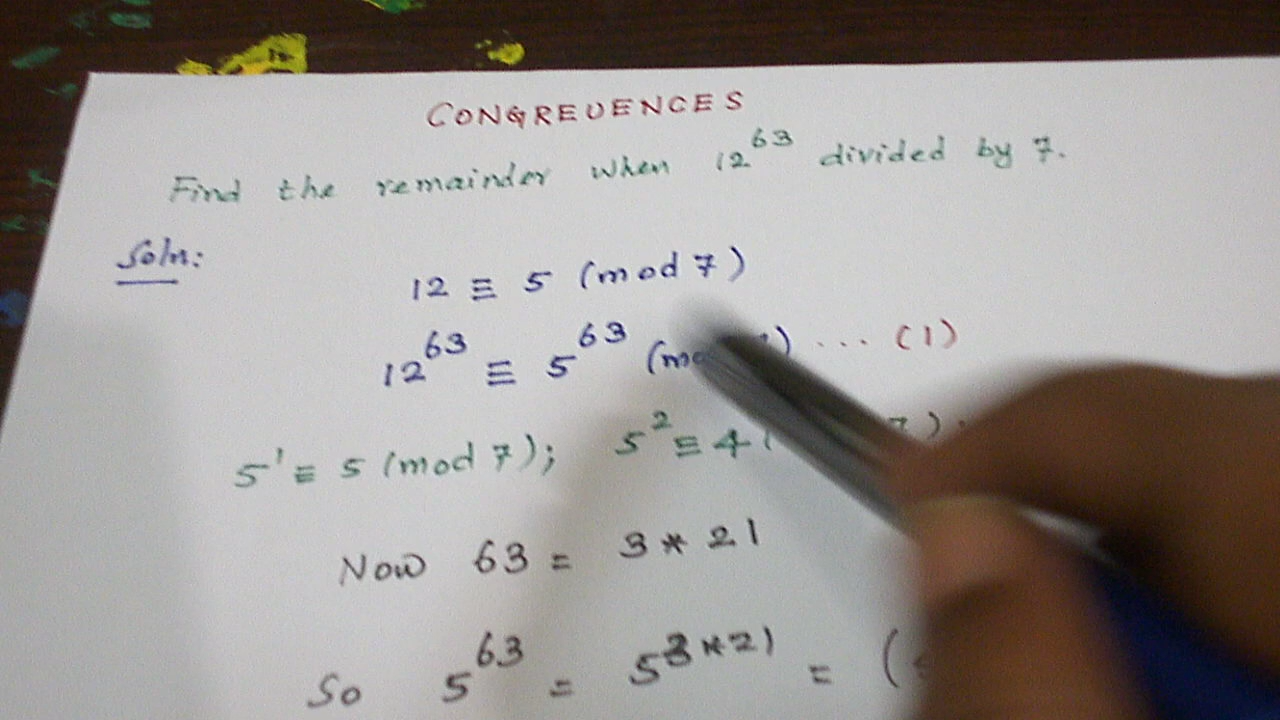 CONGREUENCES
Find the remainder when 12^63 divided by 7.
Soln:
12 ≡ 5 (mod 7)
12^63 ≡ 5^63 (mo ) ... (1)
5^1 ≡ 5 (mod 7); 5^2 ≡ 4 ( 7)
Now 63 = 3 * 21
So 5^63 = 5^3*21 = (